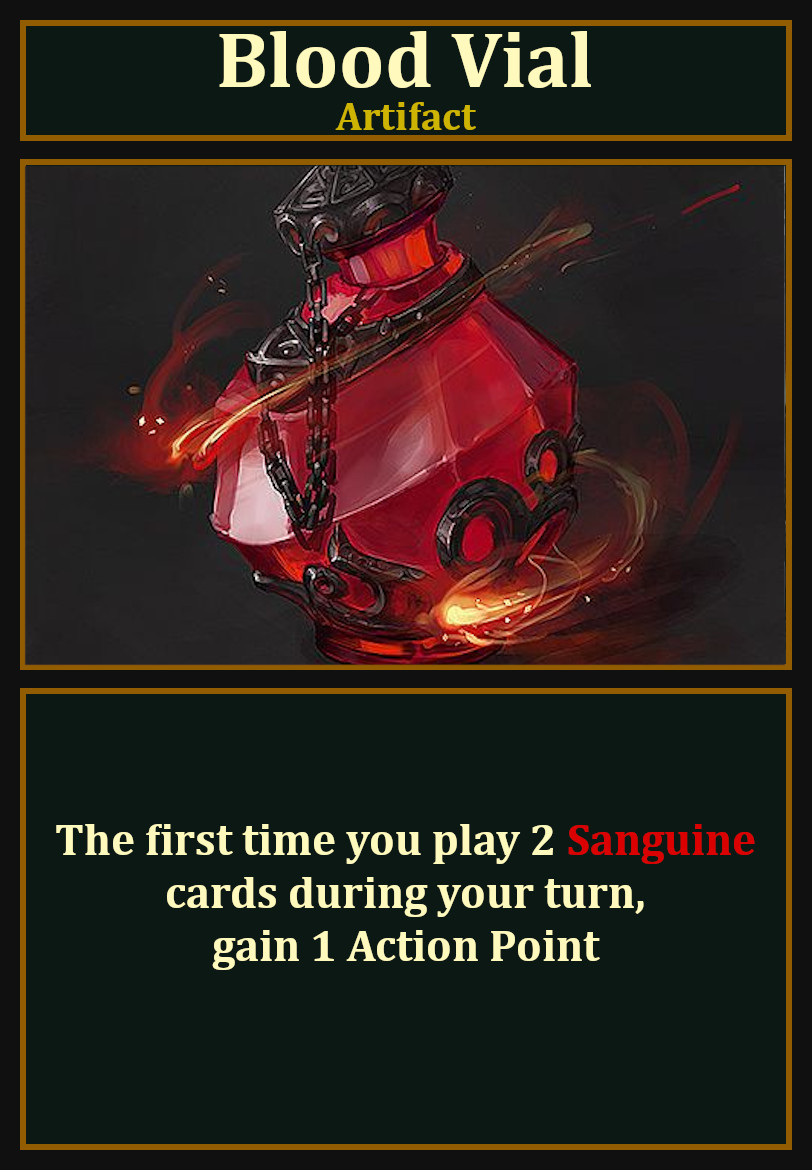 Blood Vial
Artifact
The first time you play 2 Sanguine
cards during your turn,
gain 1 Action Point